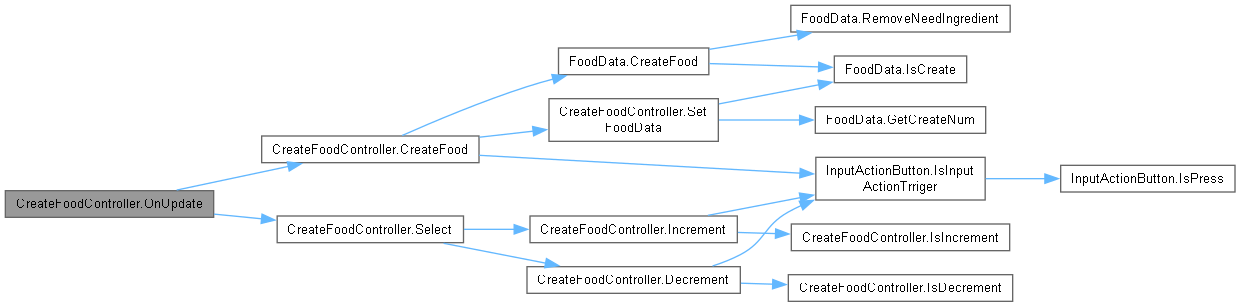 FoodData.RemoveNeedIngredient
FoodData.CreateFood
FoodData.IsCreate
CreateFoodController.Set
FoodData
FoodData.GetCreateNum
CreateFoodController.CreateFood
InputActionButton.IsInput
ActionTrriger
InputActionButton.IsPress
CreateFoodController.OnUpdate
CreateFoodController.Select
CreateFoodController.Increment
CreateFoodController.IsIncrement
CreateFoodController.Decrement
CreateFoodController.IsDecrement